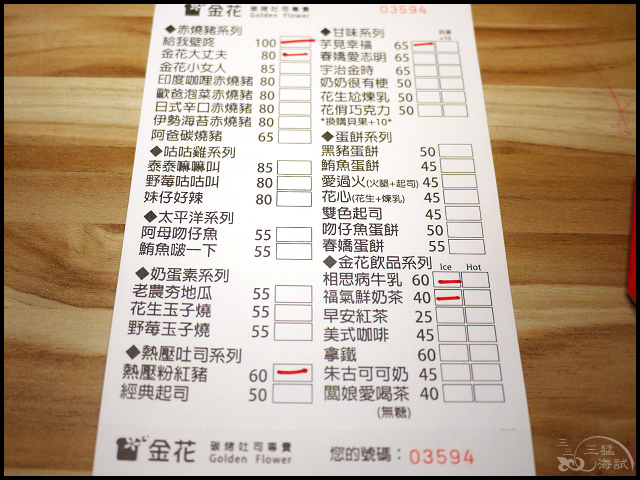 金花 碳烤吐司專賣 Golden Flower 03594
◆赤燒豬系列
給我壁咚 100
金花大丈夫 80
金花小女人 85
印度咖哩赤燒豬 80
歐爸泡菜赤燒豬 80
日式辛口赤燒豬 80
伊勢海苔赤燒豬 80
阿爸碳燒豬 65
◆咕咕雞系列
泰泰嘛嘛叫 85
野莓咕咕叫 80
妹仔好辣 80
◆太平洋系列
阿母吻仔魚 55
鮪魚啵一下 55
◆奶蛋素系列
老農夯地瓜 55
花生玉子燒 55
野莓玉子燒 55
◆熱壓吐司系列
熱壓粉紅豬 60
經典起司 50
◆甘味系列
+10
芋見幸福 65
春嬌愛志明 65
宇治金時 65
奶奶很有梗 50
花生尬煉乳 50
花俏巧克力 50
*換購貝果+10*
◆蛋餅系列
黑豬蛋餅 50
鮪魚蛋餅 45
愛過火(火腿+起司) 45
花心(花生+煉乳) 45
雙色起司 45
吻仔魚蛋餅 50
春嬌蛋餅 55
◆金花飲品系列 Ice Hot
相思病牛乳 60
福氣鮮奶茶 40
早安紅茶 25
美式咖啡 45
拿鐵 60
朱古可可奶 45
闆娘愛喝茶 40
(無糖)
金花 碳烤吐司專賣 Golden Flower 您的號碼：03594
三猛海試